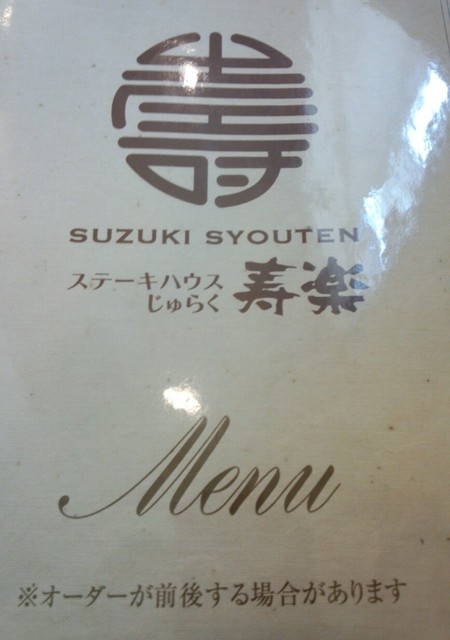 壽
SUZUKI SYOUTEN
ステーキハウス
じゅらく 寿楽
Menu
※オーダーが前後する場合があります